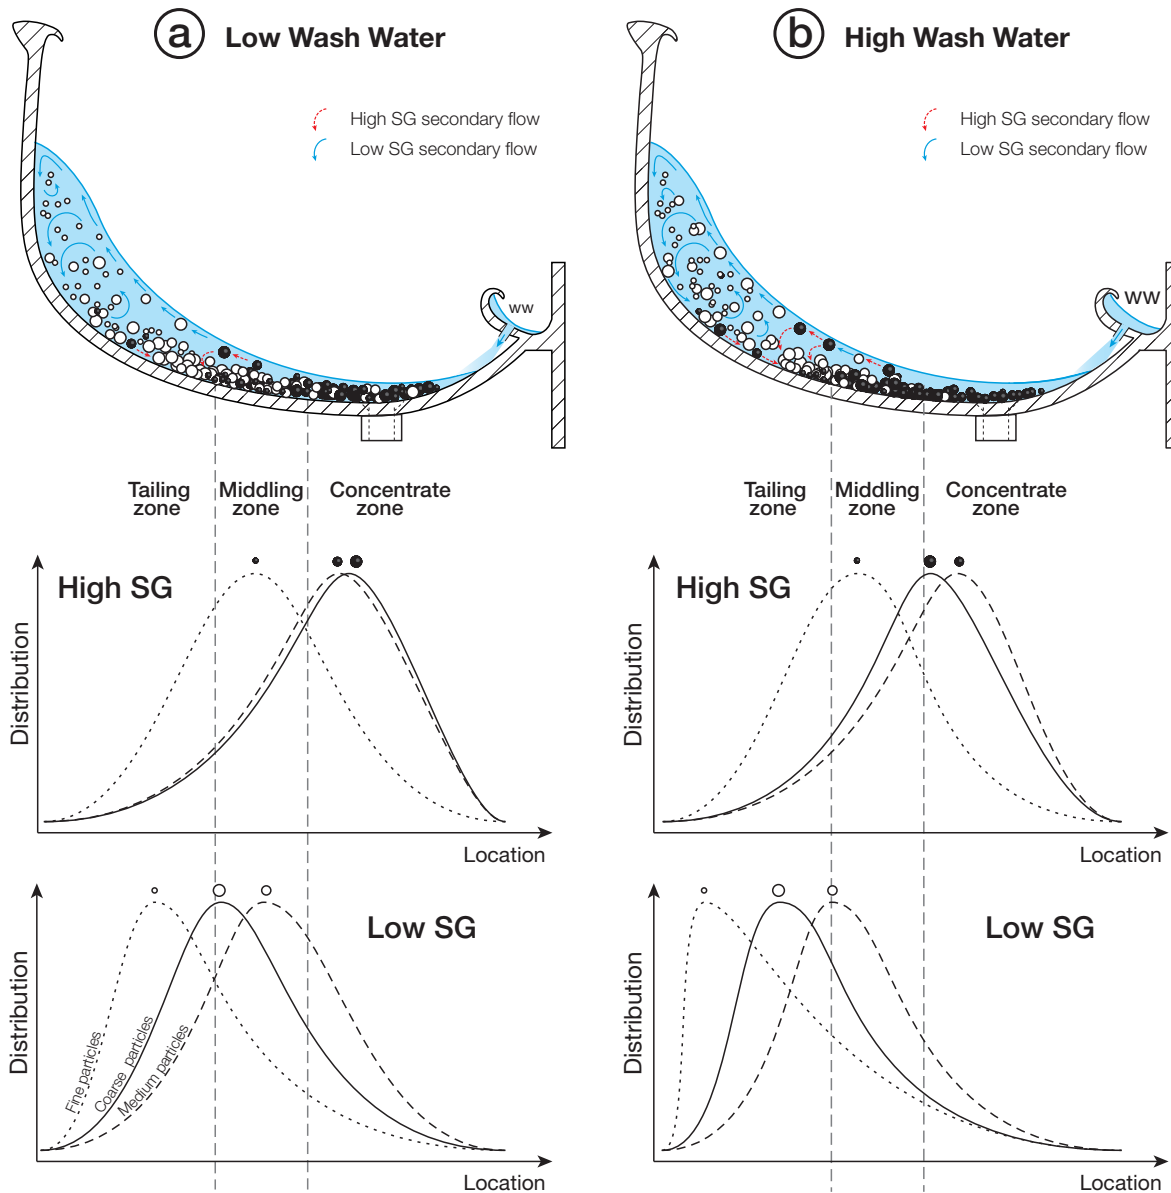 a Low Wash Water
High SG secondary flow
Low SG secondary flow
ww
Tailing zone
Middling zone
Concentrate zone
High SG
Distribution
Location
Low SG
Distribution
Fine particles
Coarse particles
Medium particles
Location
b High Wash Water
High SG secondary flow
Low SG secondary flow
WW
Tailing zone
Middling zone
Concentrate zone
High SG
Distribution
Location
Low SG
Distribution
Location